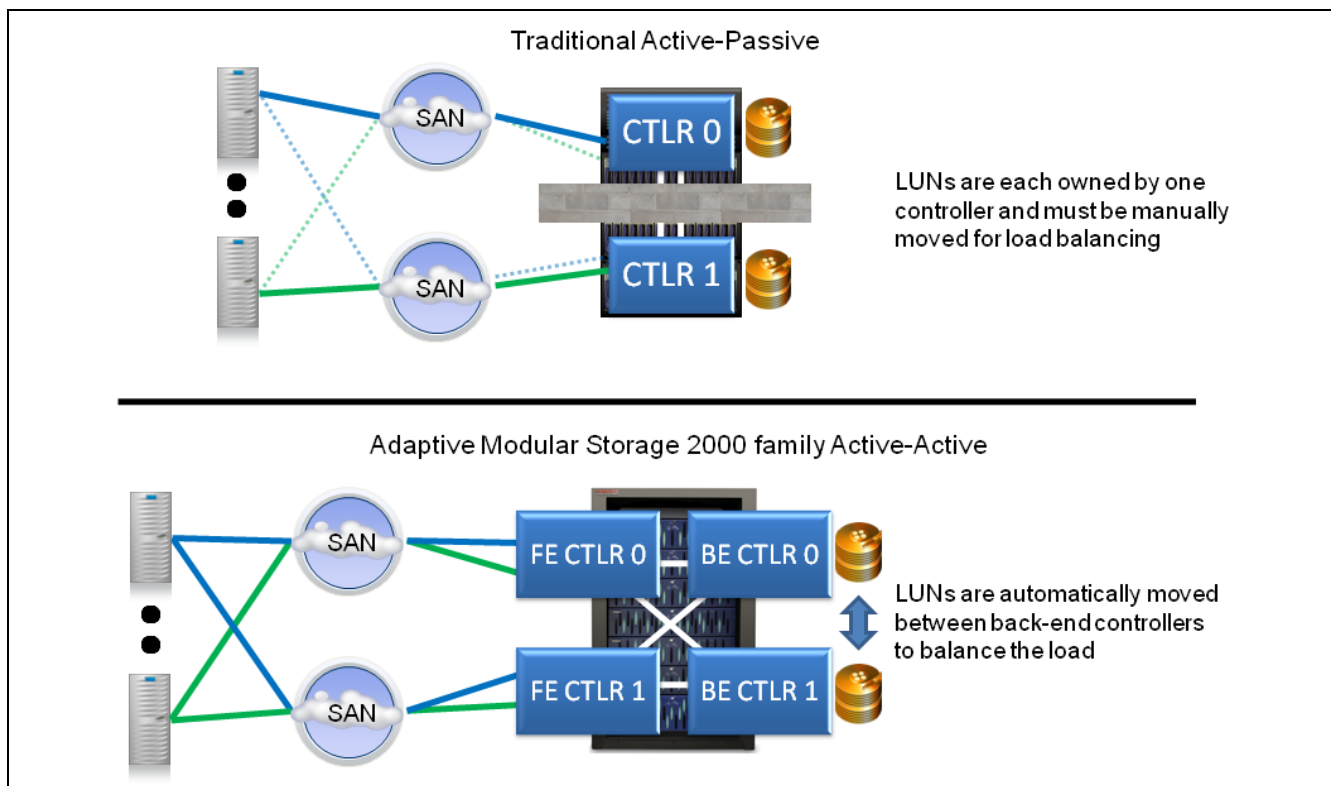 Traditional Active-Passive
SAN
CTLR 0
LUNs are each owned by one
controller and must be manually
moved for load balancing
SAN
CTLR 1
Adaptive Modular Storage 2000 family Active-Active
SAN
FE CTLR 0
BE CTLR 0
LUNs are automatically moved
between back-end controllers
to balance the load
SAN
FE CTLR 1
BE CTLR 1